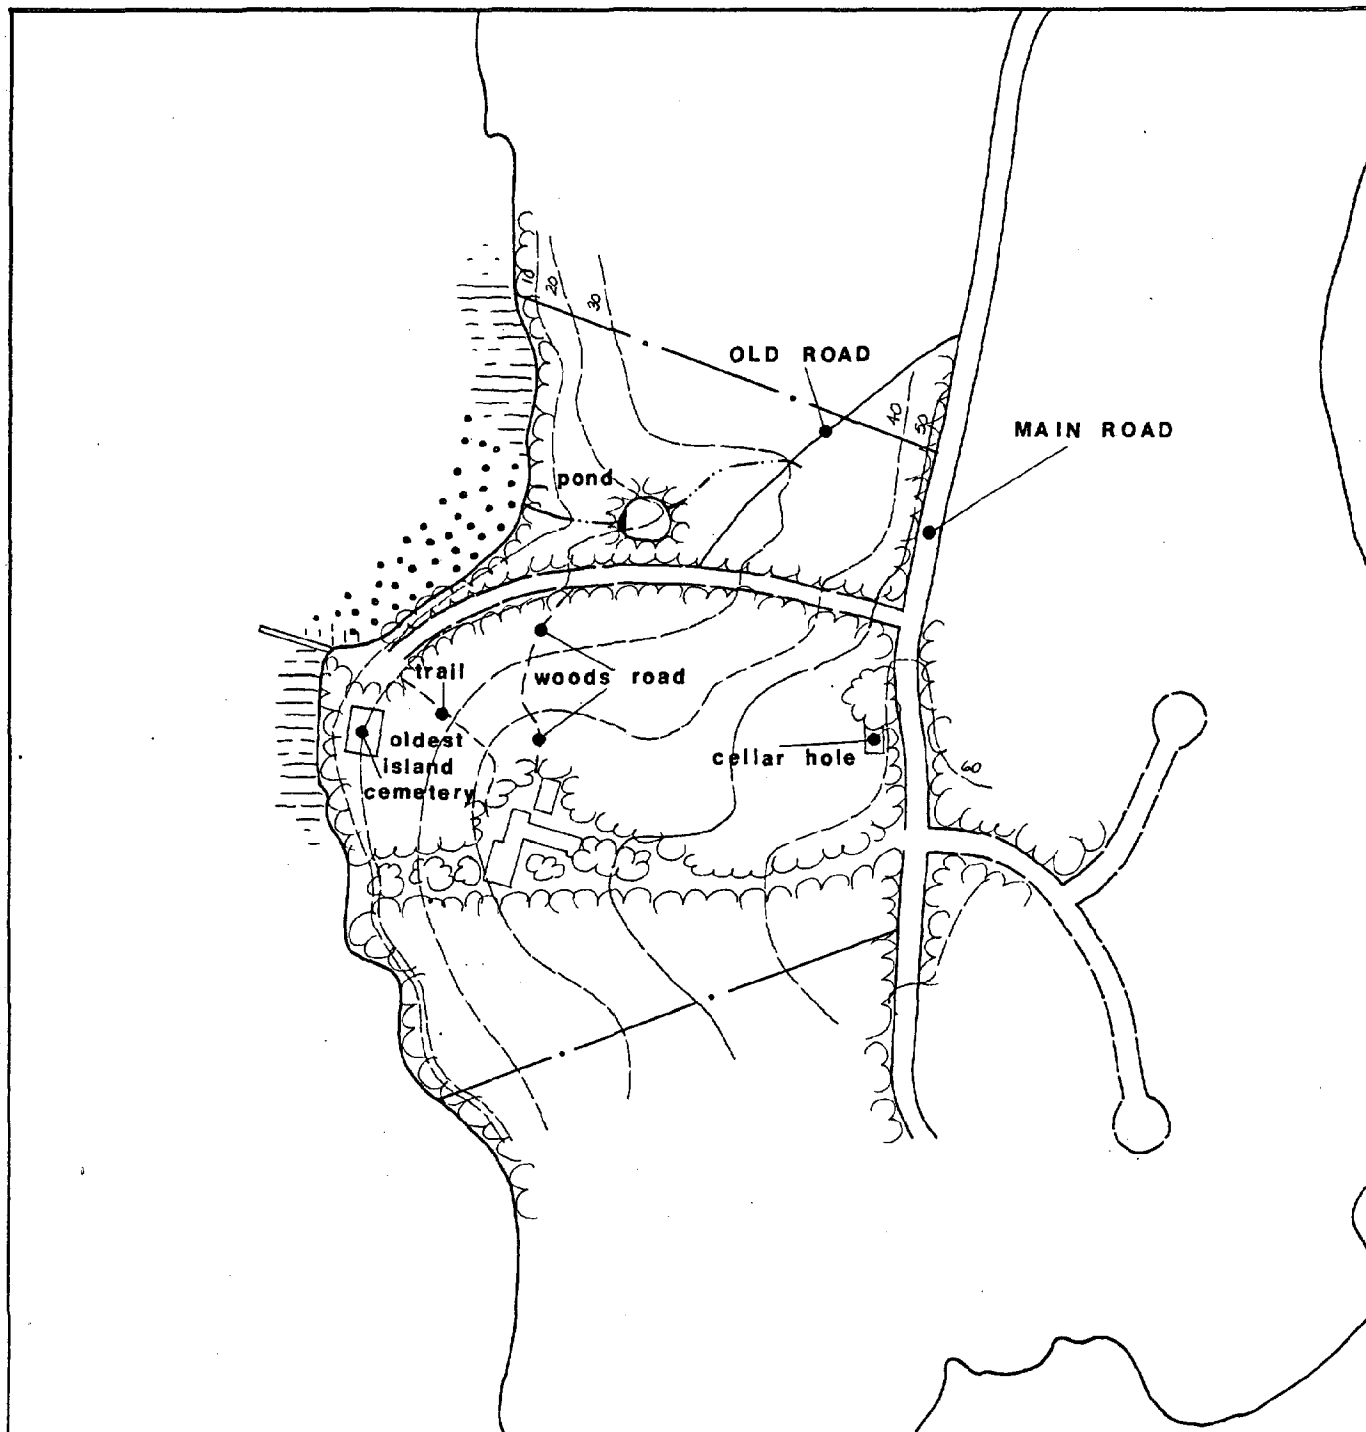 10
20
30
OLD ROAD
40
50
MAIN ROAD
pond
trail
woods road
oldest
island
cemetery
cellar hole
60